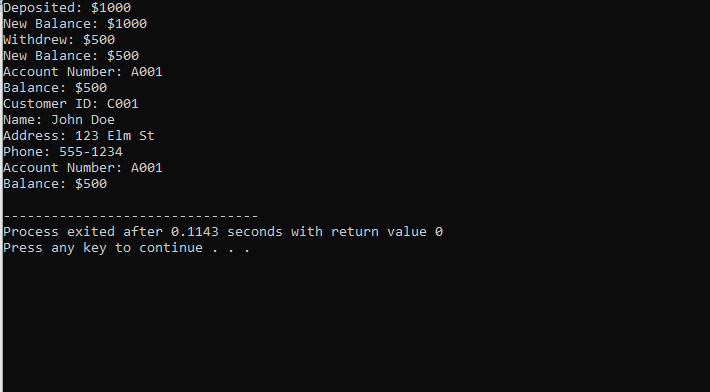 Deposited: $1000
New Balance: $1000
Withdrew: $500
New Balance: $500
Account Number: A001
Balance: $500
Customer ID: C001
Name: John Doe
Address: 123 Elm St
Phone: 555-1234
Account Number: A001
Balance: $500
--------------------------------
Process exited after 0.1143 seconds with return value 0
Press any key to continue . . .